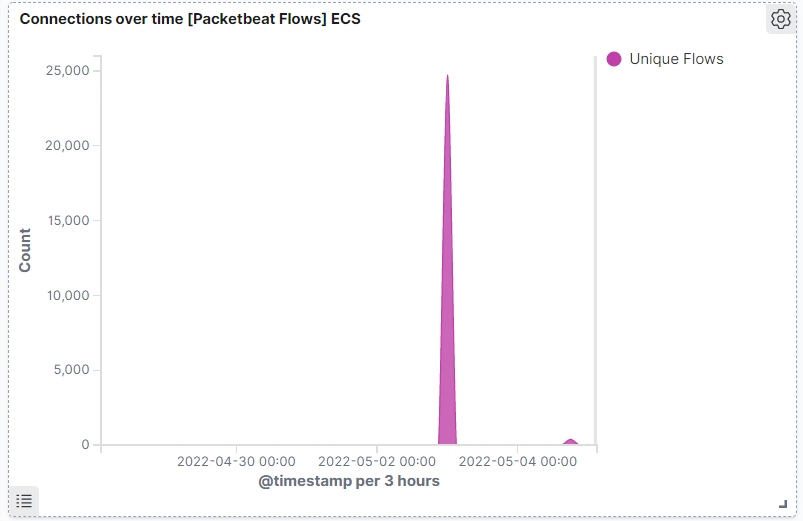 Connections over time [Packetbeat Flows] ECS
Unique Flows
25,000
20,000
15,000
10,000
5,000
0
Count
2022-04-30 00:00 2022-05-02 00:00 2022-05-04 00:00
@timestamp per 3 hours